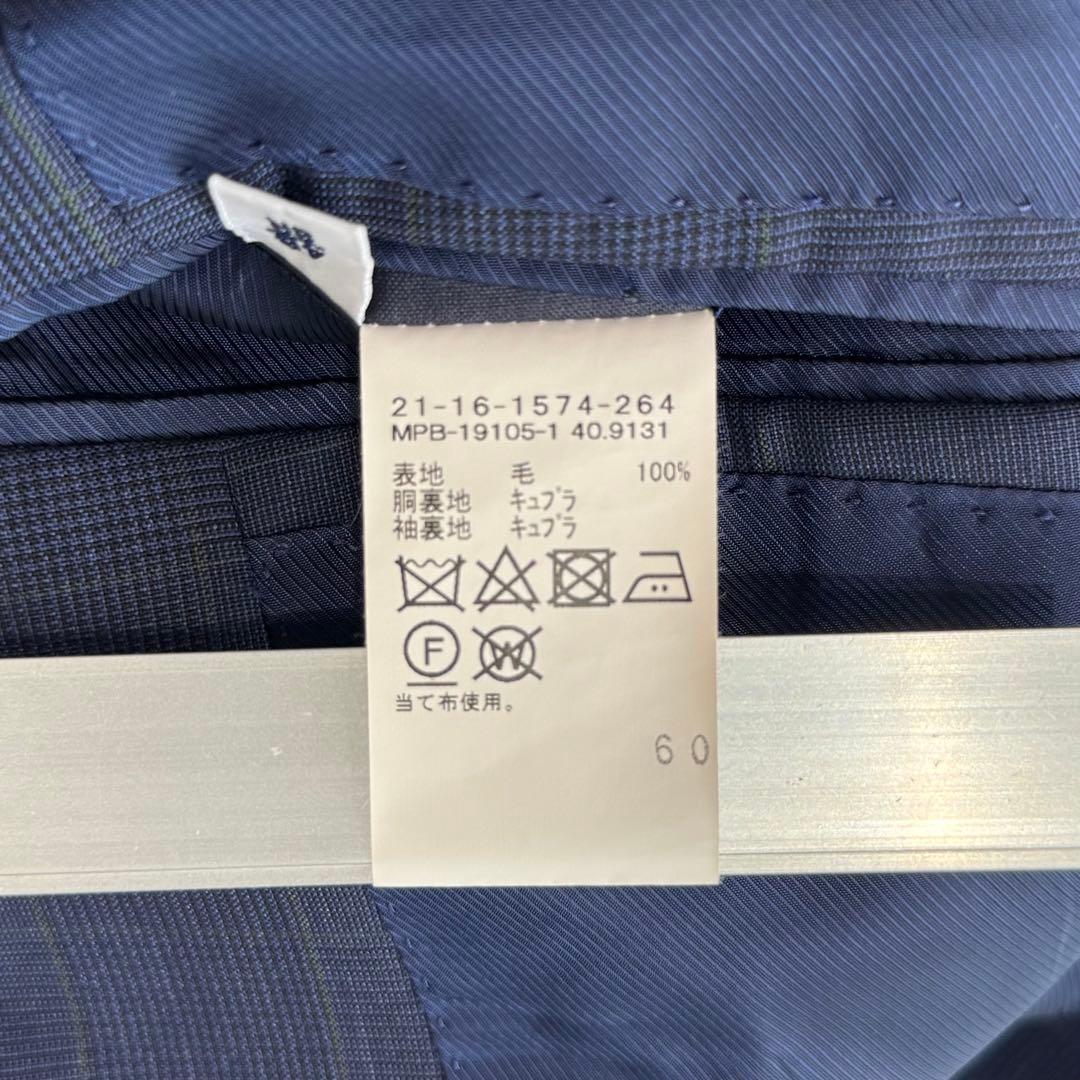 21-16-1574-264
MPB-19105-1 40.9131
表地 毛 100%
胴裏地 ｷｭﾌﾟﾗ
袖裏地 ｷｭﾌﾟﾗ
F W
当て布使用。
60